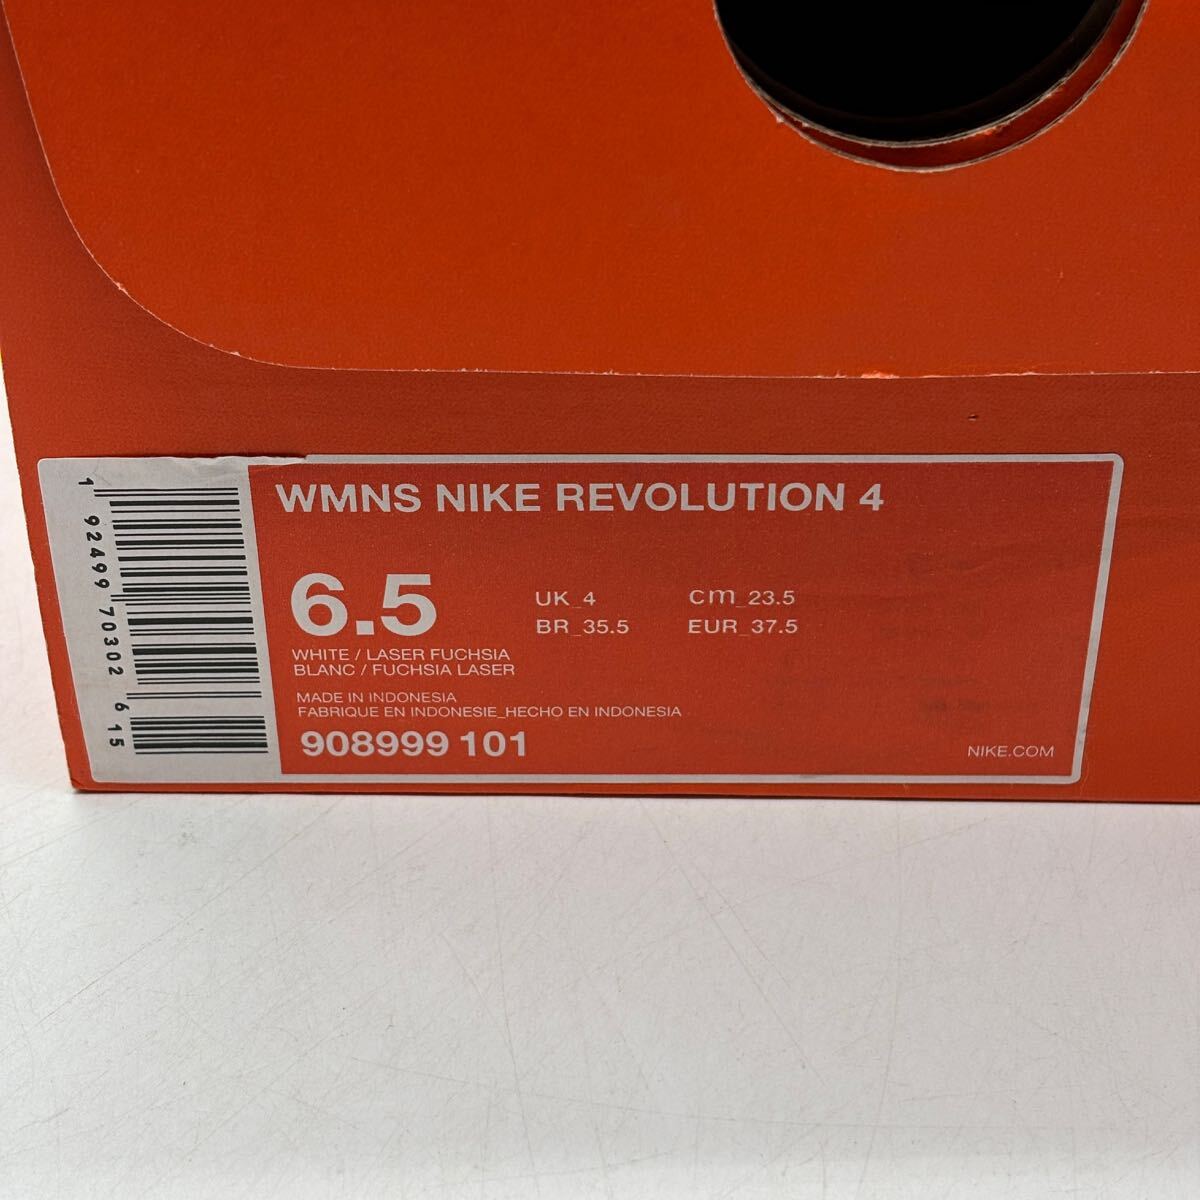 WMNS NIKE REVOLUTION 4
6.5
UK_4 cm_23.5
BR_35.5 EUR_37.5
WHITE / LASER FUCHSIA
BLANC / FUCHSIA LASER
MADE IN INDONESIA
FABRIQUE EN INDONESIE_HECHO EN INDONESIA
908999 101
NIKE.COM
1 92499 70302 6 15